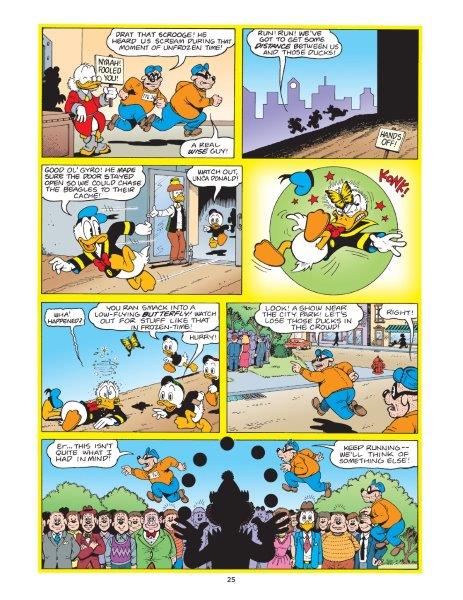 DRAT THAT SCROOGE! HE
HEARD US SCREAM DURING THAT
MOMENT OF UNFROZEN TIME!
NYAAH!
FOOLED
YOU!
A REAL
WISE GUY!
RUN! RUN! WE'VE
GOT TO GET SOME
DISTANCE BETWEEN US
AND THOSE DUCKS!
HANDS
OFF!
GOOD OL' GYRO! HE MADE
SURE THE DOOR STAYED
OPEN SO WE COULD CHASE
THE BEAGLES TO THEIR
CACHE!
WATCH OUT,
UNCA DONALD!
KONK!
WHA'
HAPPENED?
YOU RAN SMACK INTO A
LOW-FLYING BUTTERFLY! WATCH
OUT FOR STUFF LIKE THAT
IN FROZEN-TIME!
HURRY!
LOOK! A SHOW NEAR
THE CITY PARK! LET'S
LOSE THOSE DUCKS IN
THE CROWD!
RIGHT!
ER... THIS ISN'T
QUITE WHAT I
HAD IN MIND!
KEEP RUNNING--
WE'LL THINK OF
SOMETHING ELSE!
25